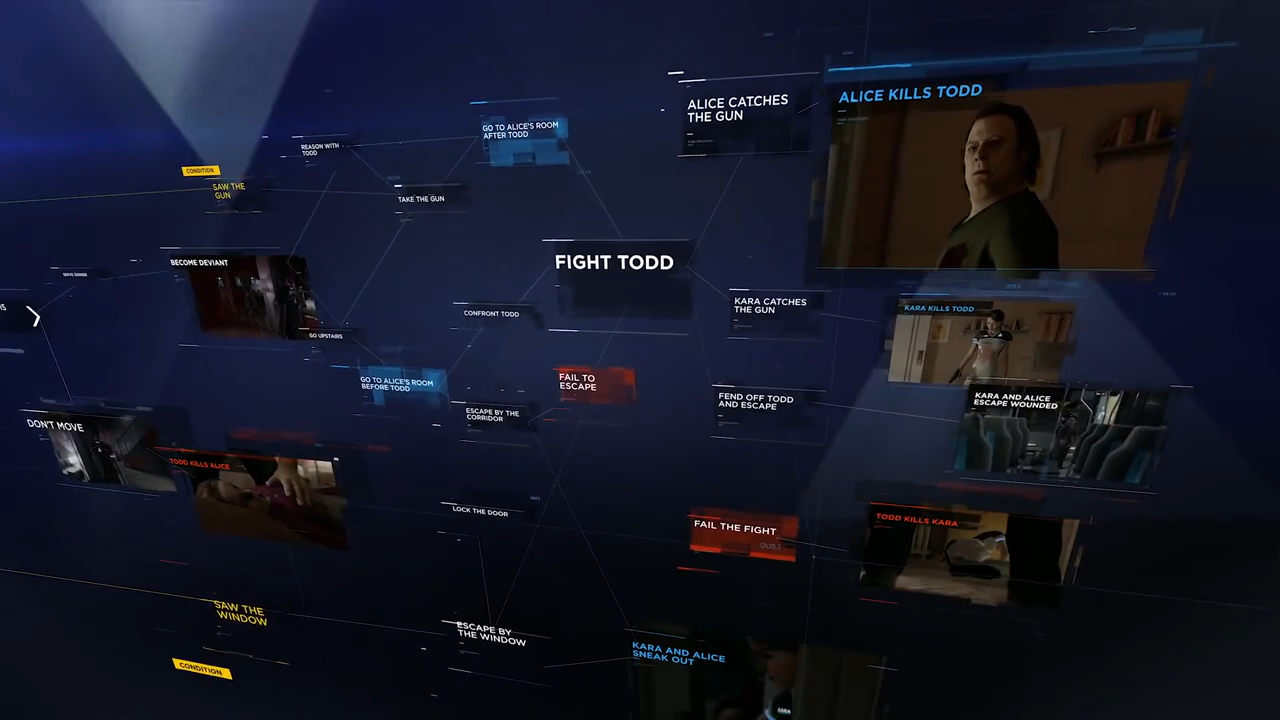 ALICE CATCHES
THE GUN
ALICE KILLS TODD
GO TO ALICE'S ROOM
AFTER TODD
REASON WITH
TODD
CONDITION
SAW THE
GUN
TAKE THE GUN
BECOME DEVIANT
FIGHT TODD
SERVE DINNER
KARA CATCHES
THE GUN
KARA KILLS TODD
CONFRONT TODD
GO UPSTAIRS
GO TO ALICE'S ROOM
BEFORE TODD
FAIL TO
ESCAPE
FEND OFF TODD
AND ESCAPE
KARA AND ALICE
ESCAPE WOUNDED
ESCAPE BY THE
CORRIDOR
DON'T MOVE
TODD KILLS ALICE
LOCK THE DOOR
FAIL THE FIGHT
TODD KILLS KARA
SAW THE
WINDOW
ESCAPE BY
THE WINDOW
KARA AND ALICE
SNEAK OUT
CONDITION
KARA